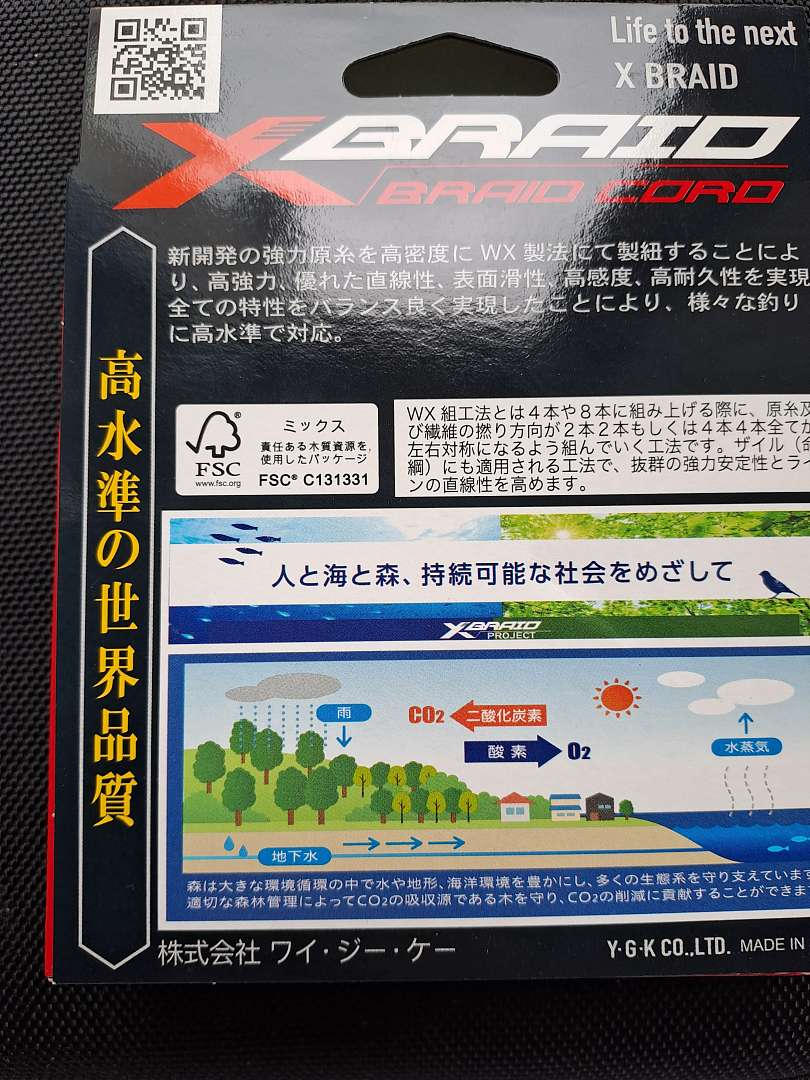 Life to the next
X BRAID
XBRAID
BRAID CORD
新開発の強力原糸を高密度に WX 製法にて製紐することによ
り、高強力、優れた直線性、表面滑性、高感度、高耐久性を実現
全ての特性をバランス良く実現したことにより、様々な釣り
に高水準で対応。
高水準の世界品質
FSC
www.fsc.org
ミックス
責任ある木質資源を
使用したパッケージ
FSC® C131331
WX 組工法とは4本や8本に組み上げる際に、原糸及
び繊維の撚り方向が2本2本もしくは4本4本全てが
左右対称になるよう組んでいく工法です。ザイル(命
綱)にも適用される工法で、抜群の強力安定性とライ
ンの直線性を高めます。
人と海と森、持続可能な社会をめざして
XBRAID
PROJECT
雨
CO2
二酸化炭素
酸素
O2
水蒸気
地下水
森は大きな環境循環の中で水や地形、海洋環境を豊かにし、多くの生態系を守り支えています
適切な森林管理によってCO2の吸収源である木を守り、CO2の削減に貢献することができま
株式会社 ワイ・ジー・ケー
Y·G·K CO.,LTD. MADE IN